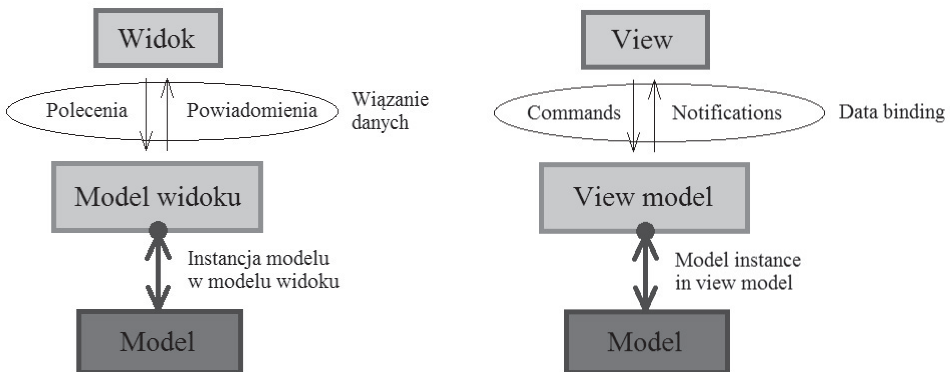 Widok
Polecenia
Powiadomienia
Wiązanie
danych
Model widoku
Instancja modelu
w modelu widoku
Model
View
Commands
Notifications
Data binding
View model
Model instance
in view model
Model